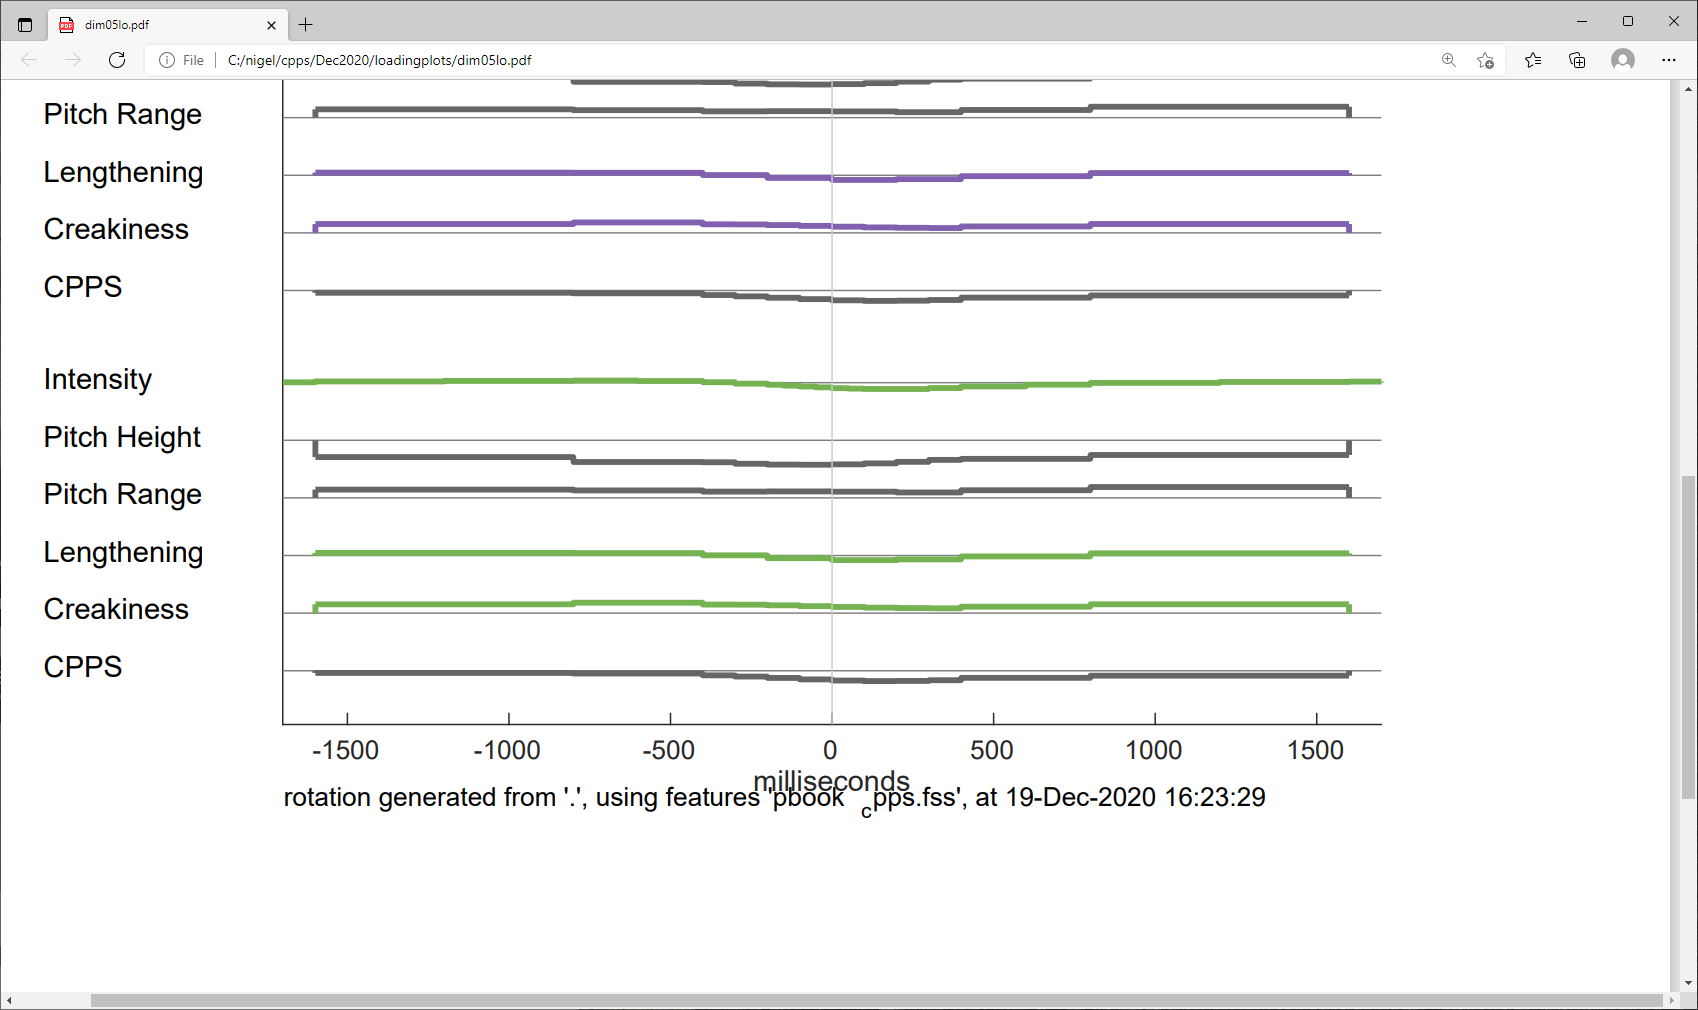 dim05lo.pdf
File
C:/nigel/cpps/Dec2020/loadingplots/dim05lo.pdf
Pitch Range
Lengthening
Creakiness
CPPS
Intensity
Pitch Height
Pitch Range
Lengthening
Creakiness
CPPS
-1500 -1000 -500 0 500 1000 1500
milliseconds
rotation generated from '.', using features 'pbook cpps.fss', at 19-Dec-2020 16:23:29